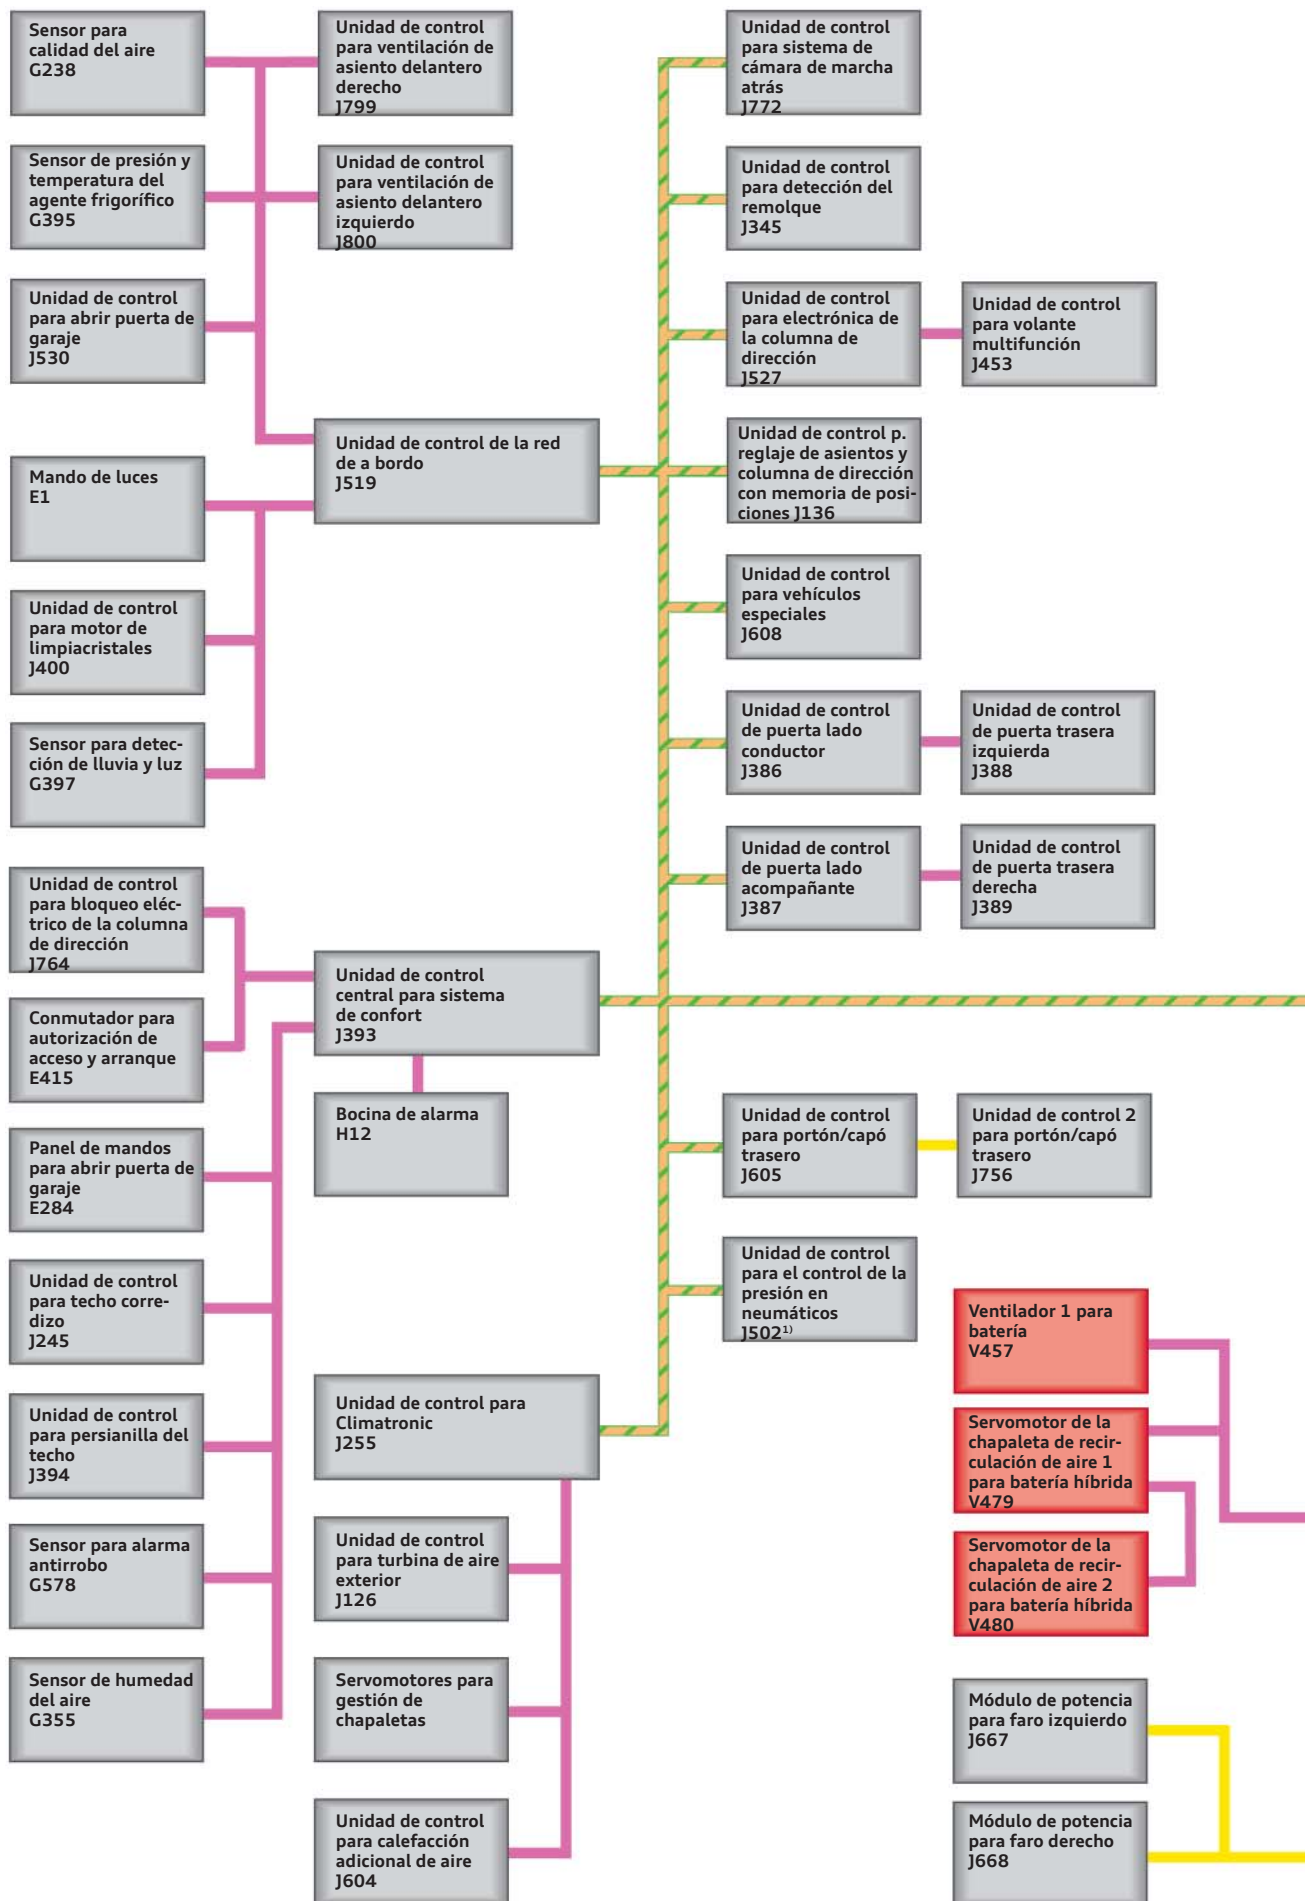 Sensor para
calidad del aire
G238
Unidad de control
para ventilación de
asiento delantero
derecho
J799
Sensor de presión y
temperatura del
agente frigorífico
G395
Unidad de control
para ventilación de
asiento delantero
izquierdo
J800
Unidad de control
para abrir puerta de
garaje
J530
Unidad de control de la red
de a bordo
J519
Mando de luces
E1
Unidad de control
para motor de
limpiacristales
J400
Sensor para detec-
ción de lluvia y luz
G397
Unidad de control
para bloqueo eléc-
trico de la columna
de dirección
J764
Conmutador para
autorización de
acceso y arranque
E415
Unidad de control
central para sistema
de confort
J393
Bocina de alarma
H12
Panel de mandos
para abrir puerta de
garaje
E284
Unidad de control
para techo corre-
dizo
J245
Unidad de control
para persianilla del
techo
J394
Sensor para alarma
antirrobo
G578
Sensor de humedad
del aire
G355
Unidad de control para
Climatronic
J255
Unidad de control
para turbina de aire
exterior
J126
Servomotores para
gestión de
chapaletas
Unidad de control
para calefacción
adicional de aire
J604
Unidad de control
para sistema de
cámara de marcha
atrás
J772
Unidad de control
para detección del
remolque
J345
Unidad de control
para electrónica de
la columna de
dirección
J527
Unidad de control
para volante
multifunción
J453
Unidad de control p.
reglaje de asientos y
columna de dirección
con memoria de posi-
ciones J136
Unidad de control
para vehículos
especiales
J608
Unidad de control
de puerta lado
conductor
J386
Unidad de control
de puerta trasera
izquierda
J388
Unidad de control
de puerta lado
acompañante
J387
Unidad de control
de puerta trasera
derecha
J389
Unidad de control
para portón/capó
trasero
J605
Unidad de control 2
para portón/capó
trasero
J756
Unidad de control
para el control de la
presión en
neumáticos
J502¹⁾
Ventilador 1 para
batería
V457
Servomotor de la
chapaleta de recir-
culación de aire 1
para batería híbrida
V479
Servomotor de la
chapaleta de recir-
culación de aire 2
para batería híbrida
V480
Módulo de potencia
para faro izquierdo
J667
Módulo de potencia
para faro derecho
J668